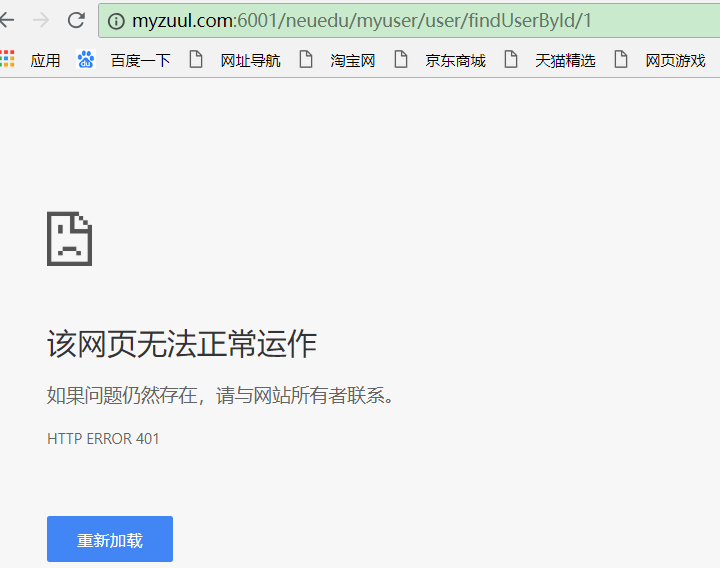 myzuul.com:6001/neuedu/myuser/user/findUserById/1
应用 百度一下 网址导航 淘宝网 京东商城 天猫精选 网页游戏
该网页无法正常运作
如果问题仍然存在，请与网站所有者联系。
HTTP ERROR 401
重新加载